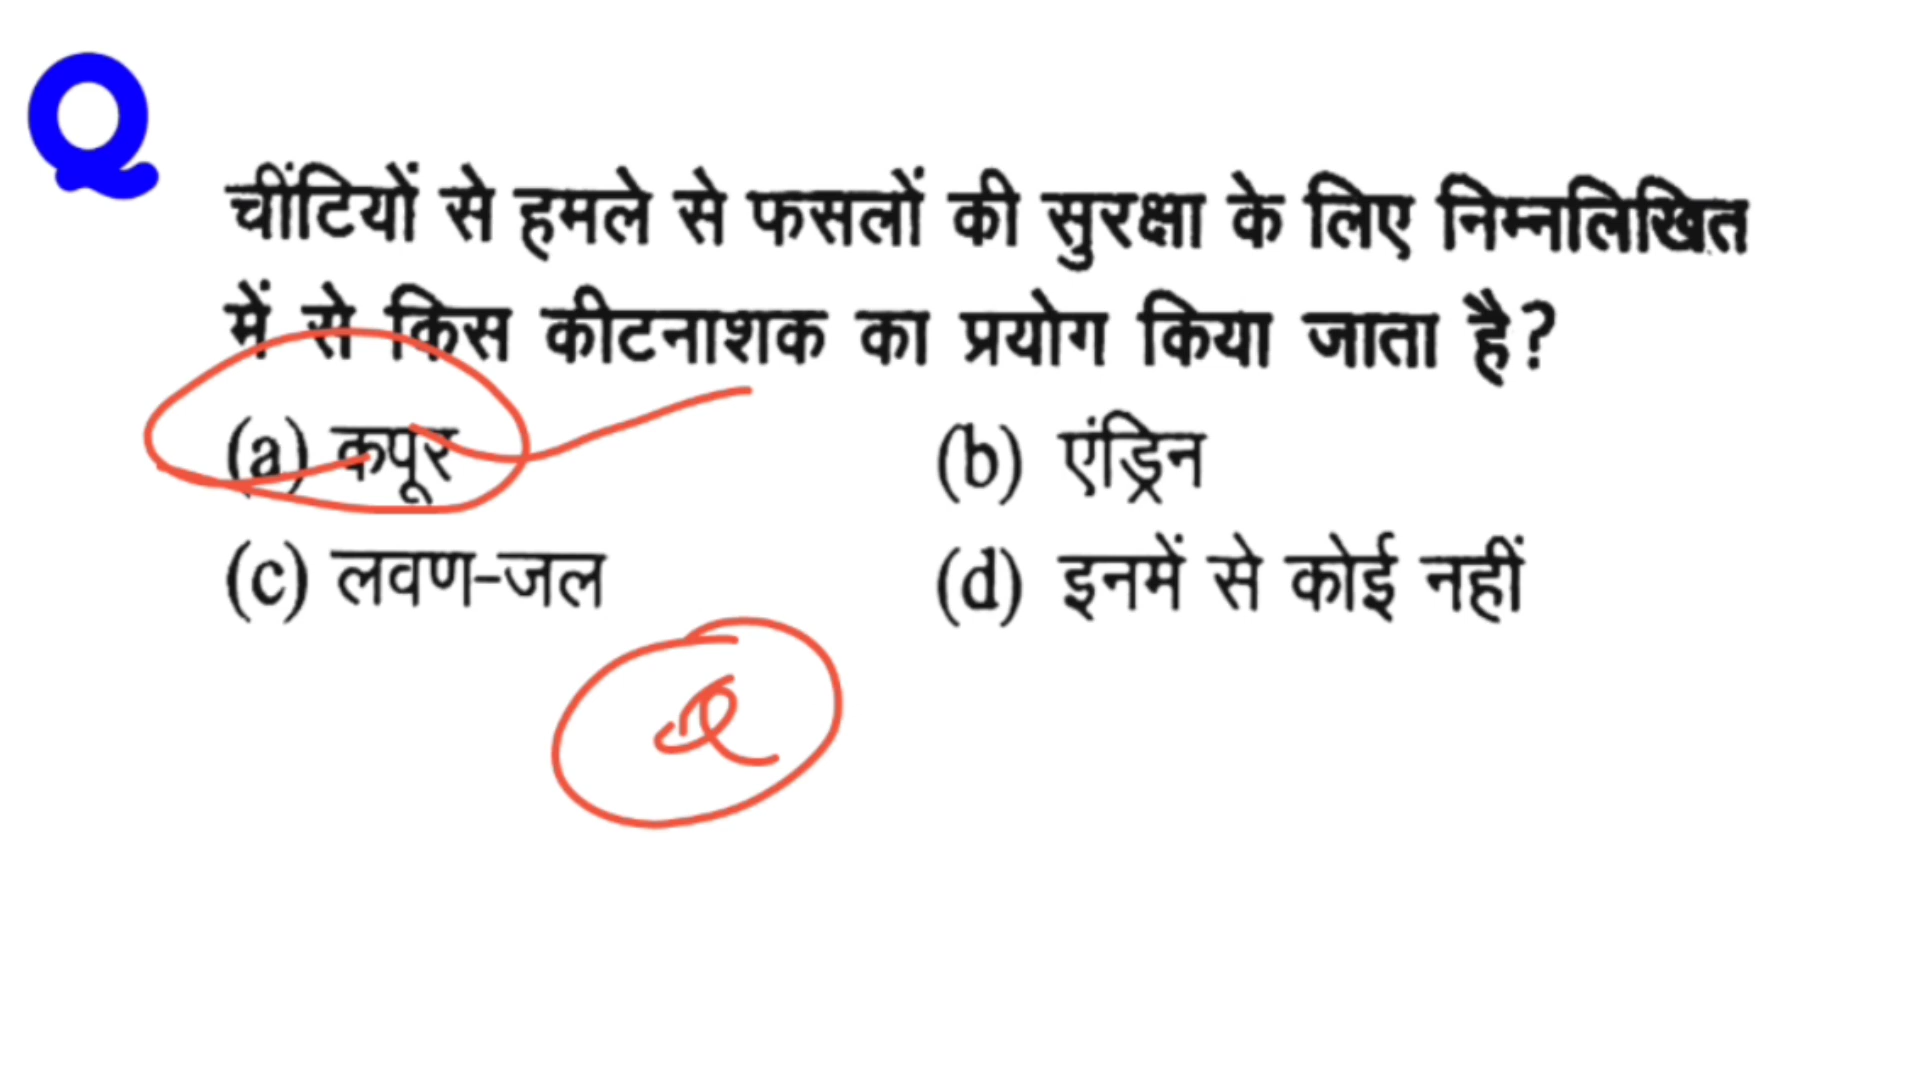 Q
चींटियों से हमले से फसलों की सुरक्षा के लिए निम्नलिखित
में से किस कीटनाशक का प्रयोग किया जाता है?
(a) कपूर (b) एंड्रिन
(c) लवण-जल (d) इनमें से कोई नहीं